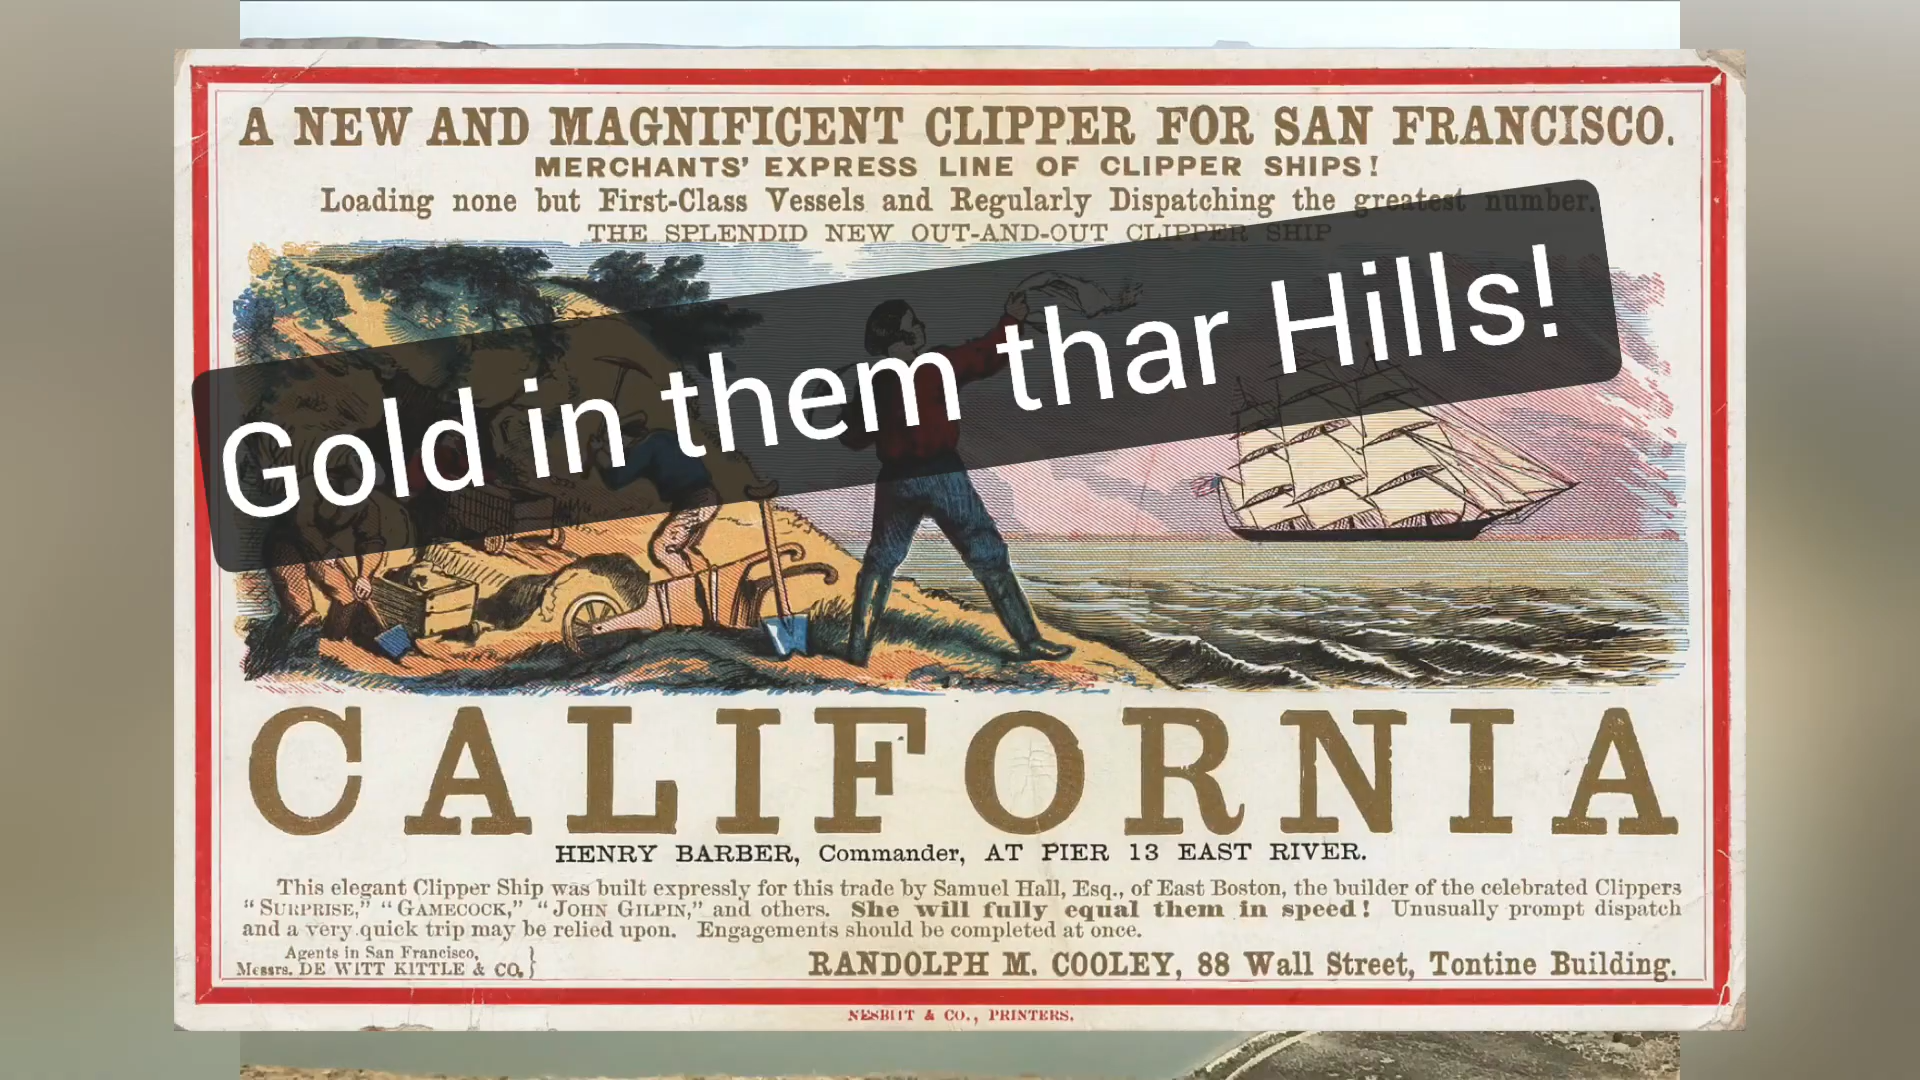 A NEW AND MAGNIFICENT CLIPPER FOR SAN FRANCISCO.
MERCHANTS' EXPRESS LINE OF CLIPPER SHIPS!
Loading none but First-Class Vessels and Regularly Dispatching the greatest number.
THE SPLENDID NEW OUT-AND-OUT CLIPPER SHIP
Gold in them thar Hills!
CALIFORNIA
HENRY BARBER, Commander, AT PIER 13 EAST RIVER.
This elegant Clipper Ship was built expressly for this trade by Samuel Hall, Esq., of East Boston, the builder of the celebrated Clippers
"SURPRISE," "GAMECOCK," "JOHN GILPIN," and others. She will fully equal them in speed! Unusually prompt dispatch
and a very quick trip may be relied upon. Engagements should be completed at once.
Agents in San Francisco,
Messrs. DE WITT KITTLE & CO.
RANDOLPH M. COOLEY, 88 Wall Street, Tontine Building.
NESBITT & CO., PRINTERS.